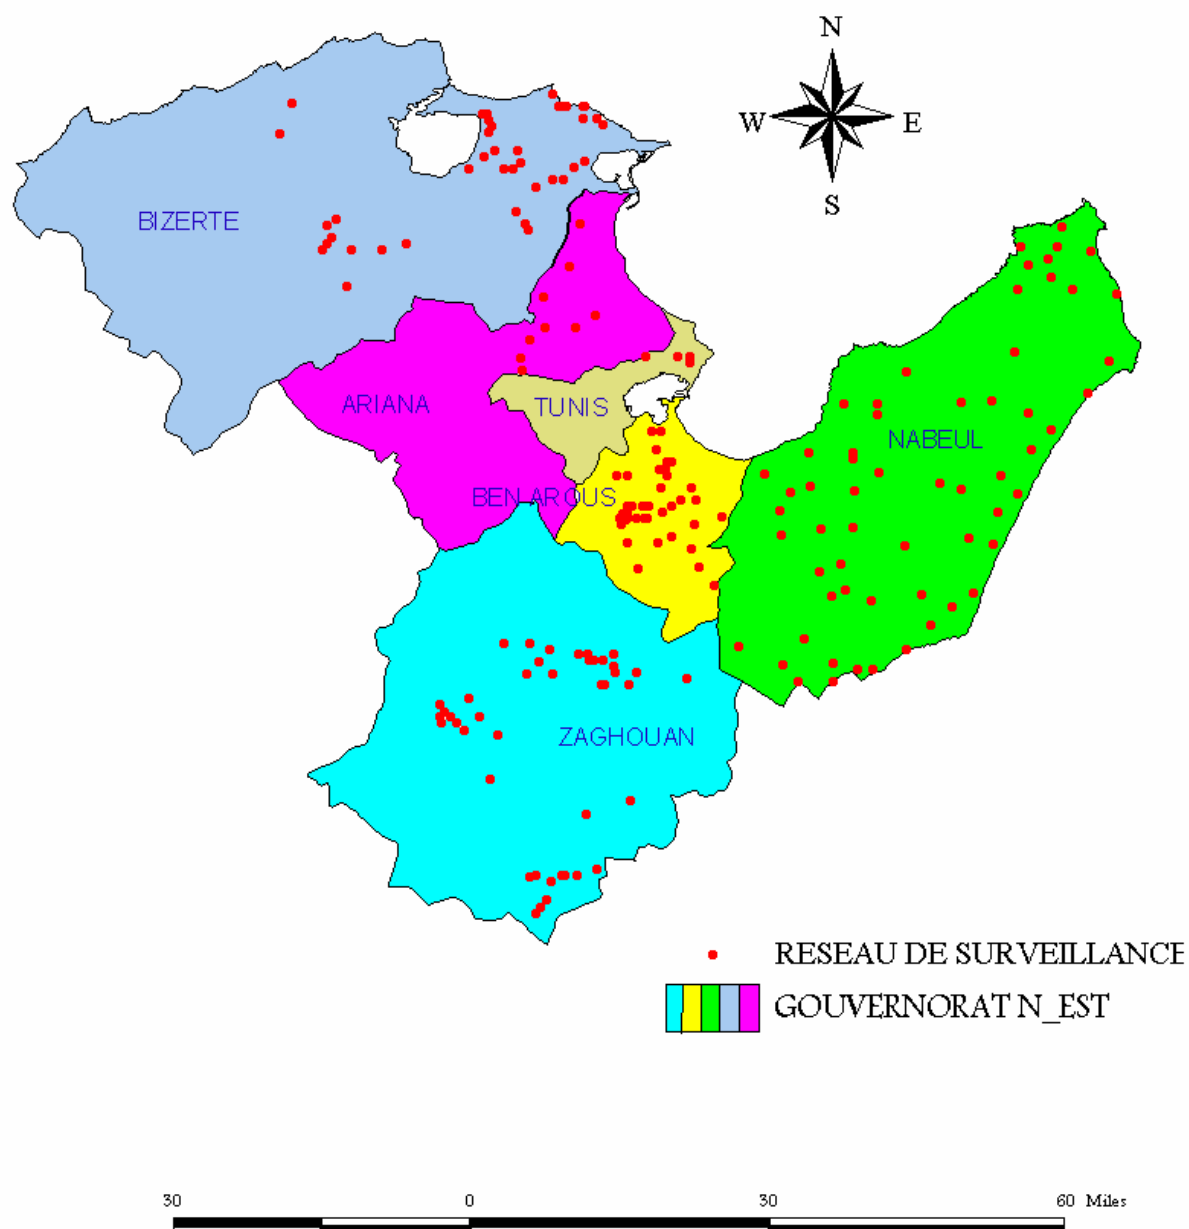 N
W
E
S
BIZERTE
ARIANA
TUNIS
NABEUL
BEN AROUS
ZAGHOUAN
RESEAU DE SURVEILLANCE
GOUVERNORAT N_EST
30 0 30 60 Miles